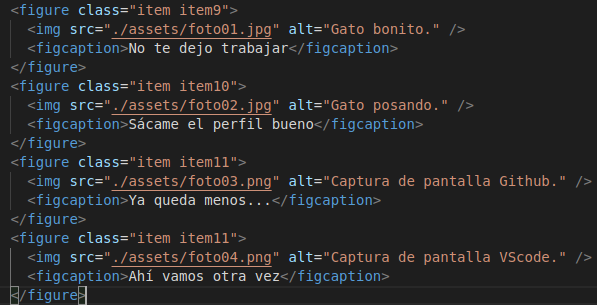 <figure class="item item9">
<img src="./assets/foto01.jpg" alt="Gato bonito." />
<figcaption>No te dejo trabajar</figcaption>
</figure>
<figure class="item item10">
<img src="./assets/foto02.jpg" alt="Gato posando." />
<figcaption>Sácame el perfil bueno</figcaption>
</figure>
<figure class="item item11">
<img src="./assets/foto03.png" alt="Captura de pantalla Github." />
<figcaption>Ya queda menos...</figcaption>
</figure>
<figure class="item item11">
<img src="./assets/foto04.png" alt="Captura de pantalla VScode." />
<figcaption>Ahí vamos otra vez</figcaption>
</figure>